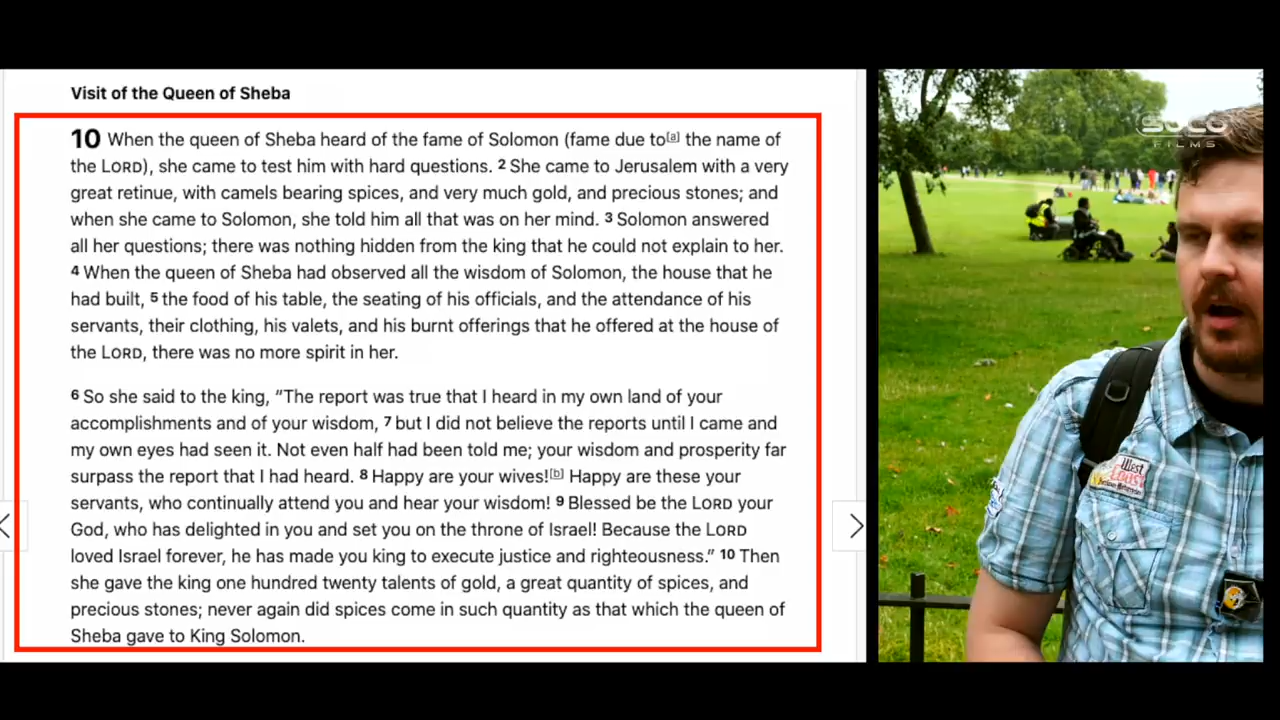 Visit of the Queen of Sheba
10 When the queen of Sheba heard of the fame of Solomon (fame due to[a] the name of
the LORD), she came to test him with hard questions. 2 She came to Jerusalem with a very
great retinue, with camels bearing spices, and very much gold, and precious stones; and
when she came to Solomon, she told him all that was on her mind. 3 Solomon answered
all her questions; there was nothing hidden from the king that he could not explain to her.
4 When the queen of Sheba had observed all the wisdom of Solomon, the house that he
had built, 5 the food of his table, the seating of his officials, and the attendance of his
servants, their clothing, his valets, and his burnt offerings that he offered at the house of
the LORD, there was no more spirit in her.
6 So she said to the king, “The report was true that I heard in my own land of your
accomplishments and of your wisdom, 7 but I did not believe the reports until I came and
my own eyes had seen it. Not even half had been told me; your wisdom and prosperity far
surpass the report that I had heard. 8 Happy are your wives![b] Happy are these your
servants, who continually attend you and hear your wisdom! 9 Blessed be the LORD your
God, who has delighted in you and set you on the throne of Israel! Because the LORD
loved Israel forever, he has made you king to execute justice and righteousness.” 10 Then
she gave the king one hundred twenty talents of gold, a great quantity of spices, and
precious stones; never again did spices come in such quantity as that which the queen of
Sheba gave to King Solomon.
SOCO
FILMS
West
Coast